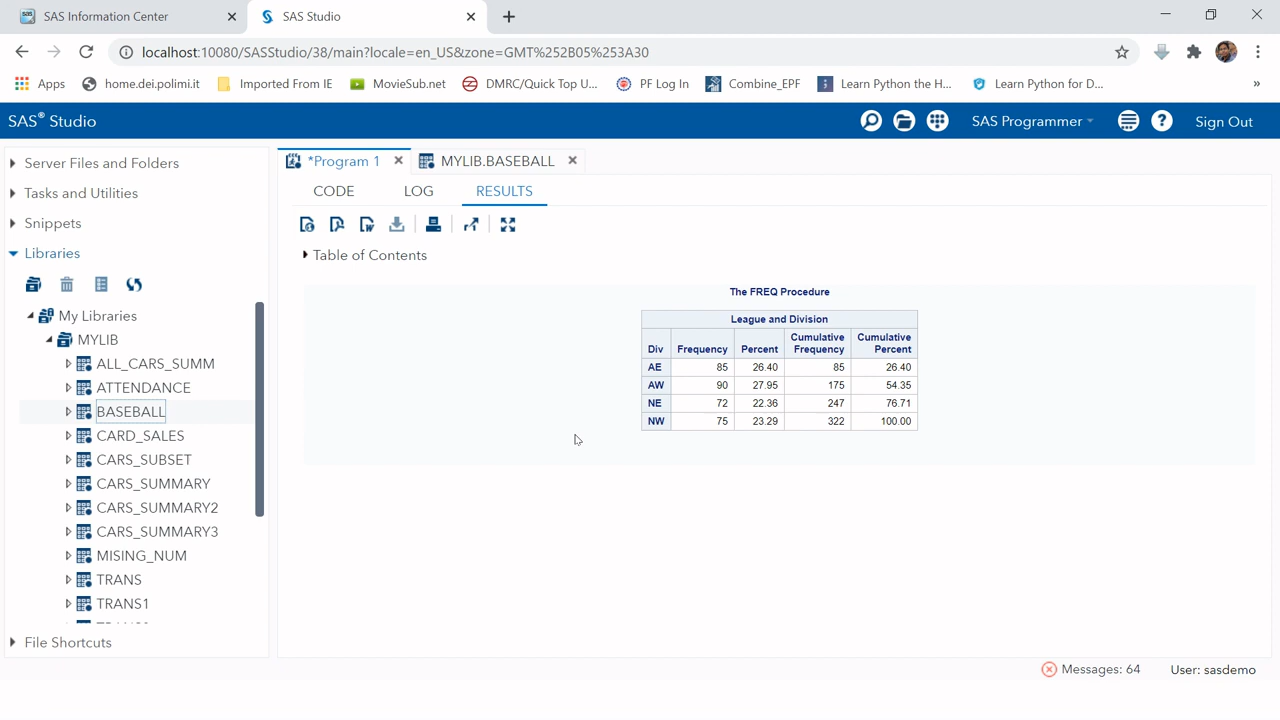 SAS Information Center
SAS Studio
localhost:10080/SASStudio/38/main?locale=en_US&zone=GMT%252B05%253A30
Apps home.dei.polimi.it Imported From IE MovieSub.net DMRC/Quick Top U... PF Log In Combine_EPF Learn Python the H... Learn Python for D... »
SAS® Studio SAS Programmer Sign Out
Server Files and Folders
Tasks and Utilities
Snippets
Libraries
My Libraries
MYLIB
ALL_CARS_SUMM
ATTENDANCE
BASEBALL
CARD_SALES
CARS_SUBSET
CARS_SUMMARY
CARS_SUMMARY2
CARS_SUMMARY3
MISING_NUM
TRANS
TRANS1
File Shortcuts
*Program 1 MYLIB.BASEBALL
CODE LOG RESULTS
Table of Contents
The FREQ Procedure
League and Division
Div Frequency Percent Cumulative Frequency Cumulative Percent
AE 85 26.40 85 26.40
AW 90 27.95 175 54.35
NE 72 22.36 247 76.71
NW 75 23.29 322 100.00
Messages: 64 User: sasdemo